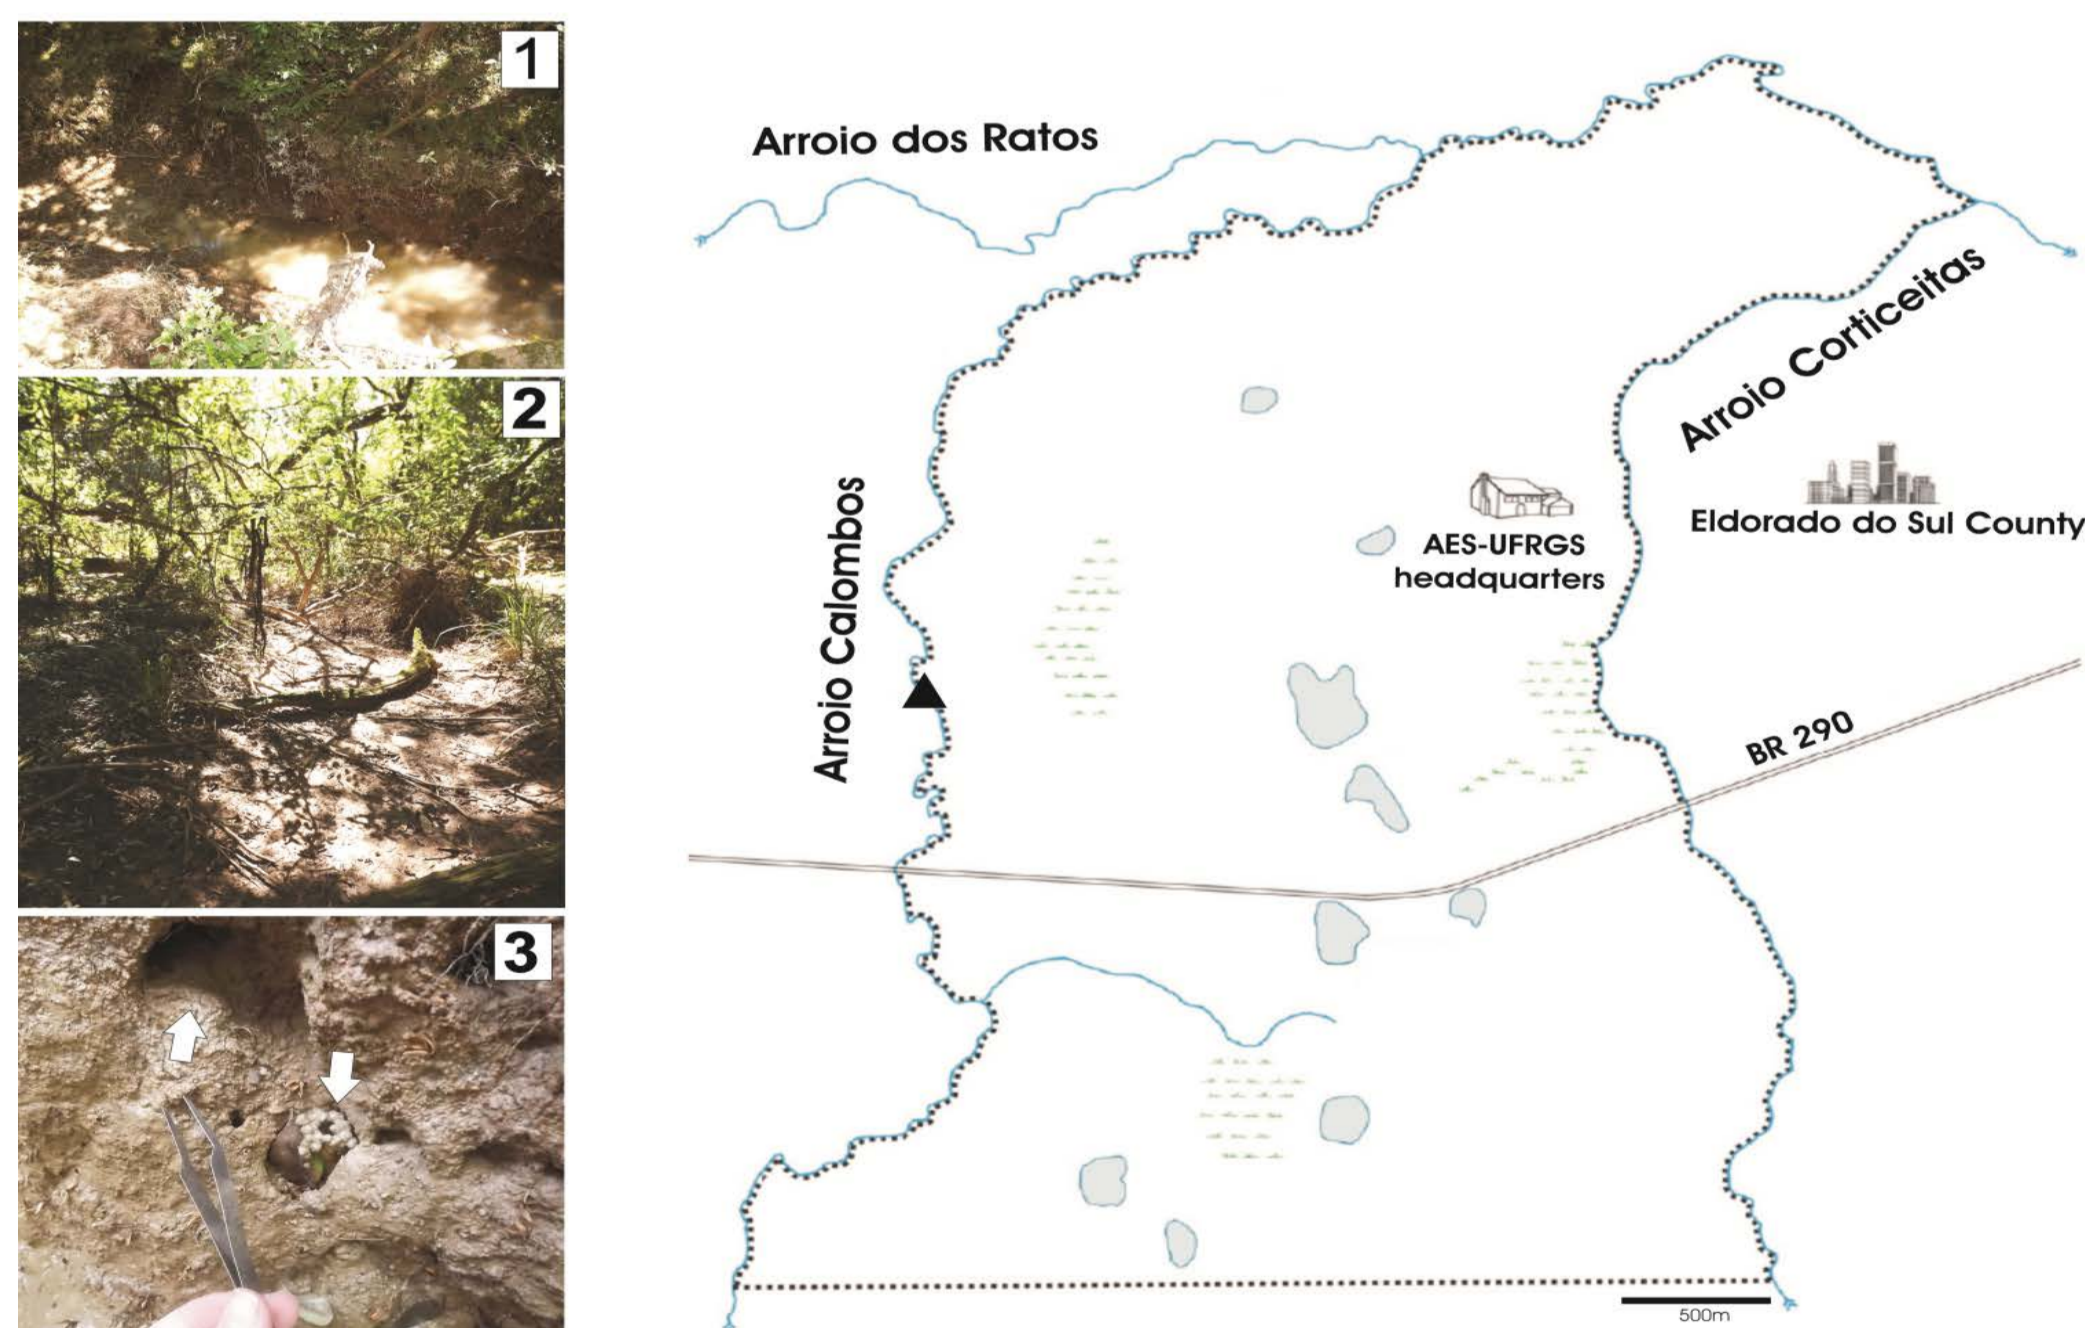 1
2
3
Arroio dos Ratos
Arroio Corticeitas
Arroio Calombos
AES-UFRGS
headquarters
Eldorado do Sul County
BR 290
500m